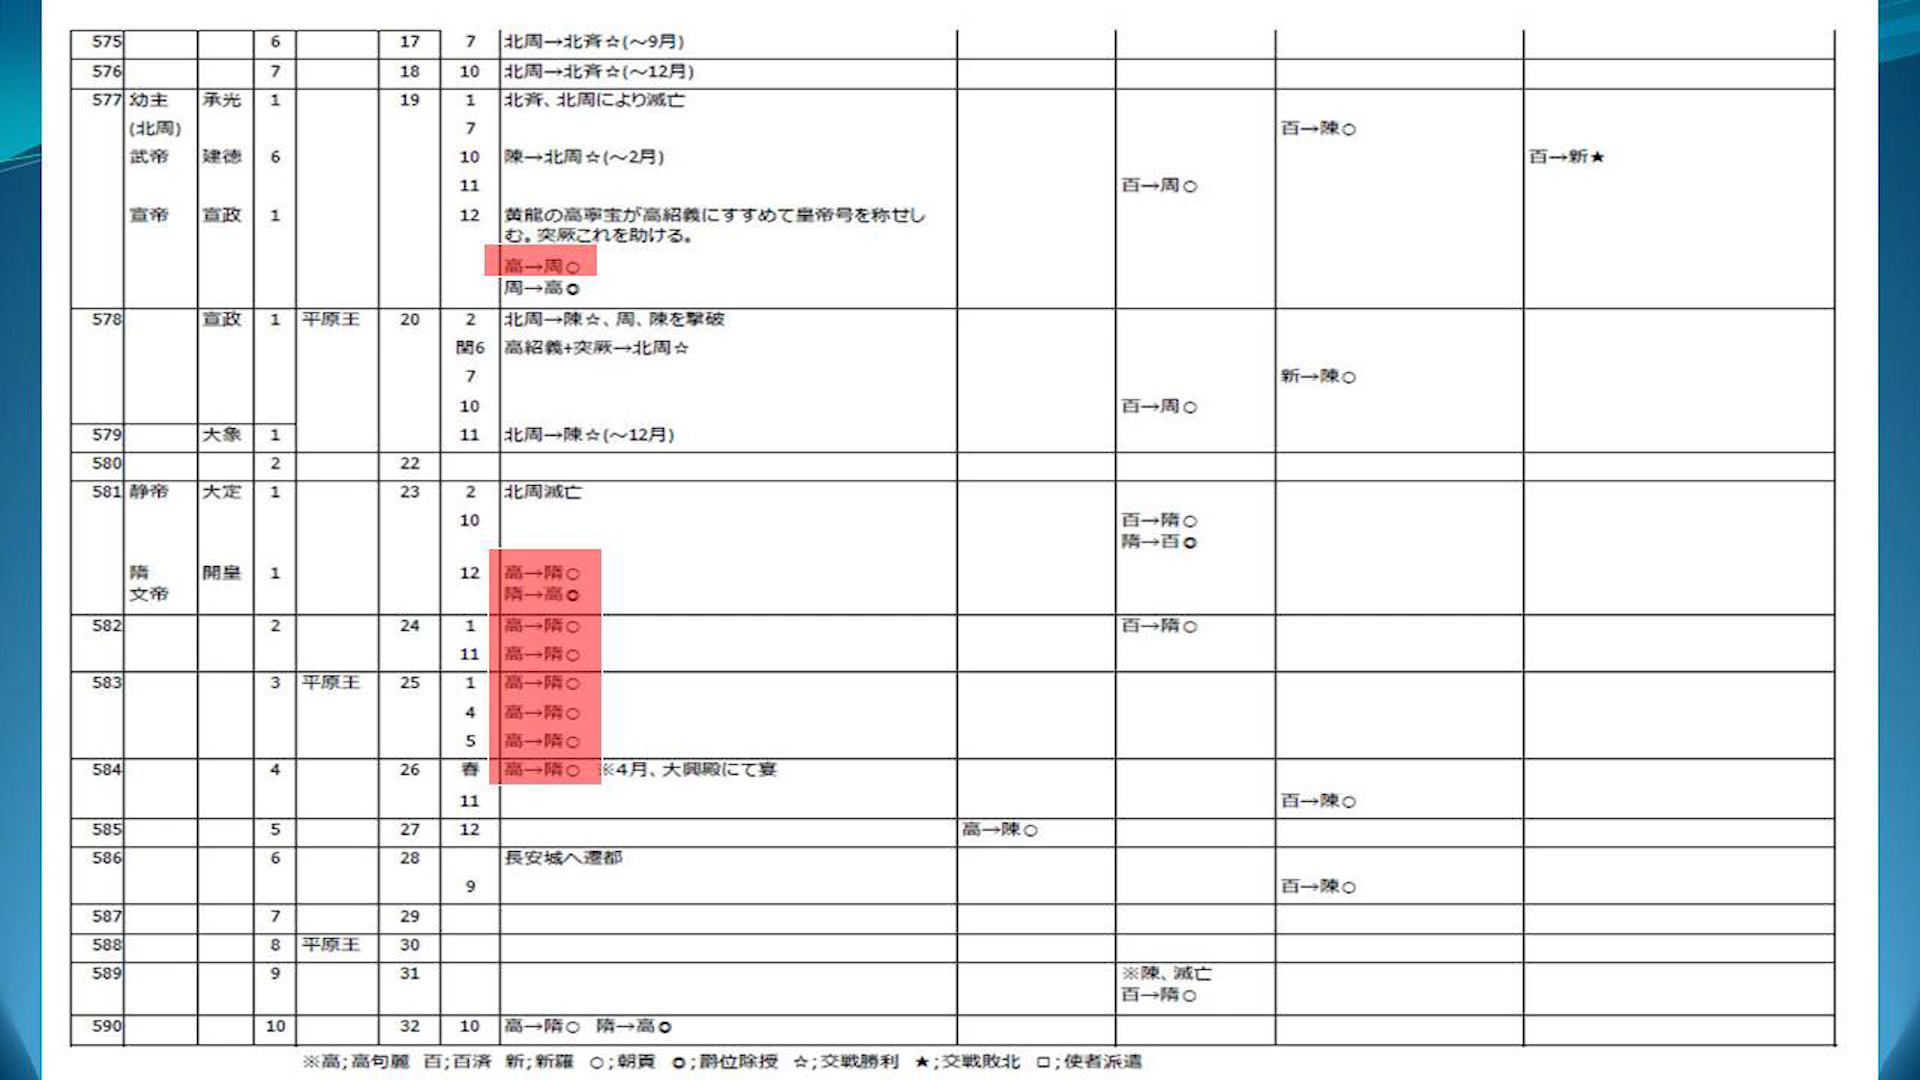 575 6 17 7 北周→北斉☆(～9月)
576 7 18 10 北周→北斉☆(～12月)
577 幼主 承光 1 19 1 北斉、北周により滅亡
(北周) 7 百→陳○
武帝 建徳 6 10 陳→北周☆(～2月) 百→新★
11 百→周○
宣帝 宣政 1 12 黄龍の高寧宝が高紹義にすすめて皇帝号を称せし
む。突厥これを助ける。
高→周○
周→高◎
578 宣政 1 平原王 20 2 北周→陳☆、周、陳を撃破
閏6 高紹義+突厥→北周☆
7 新→陳○
10 百→周○
579 大象 1 11 北周→陳☆(～12月)
580 2 22
581 静帝 大定 1 23 2 北周滅亡
10 百→隋○
隋→百◎
隋 開皇 1 12 高→隋○
文帝 隋→高◎
582 2 24 1 高→隋○ 百→隋○
11 高→隋○
583 3 平原王 25 1 高→隋○
4 高→隋○
5 高→隋○
584 4 26 春 高→隋○ ※4月、大興殿にて宴
11 百→陳○
585 5 27 12 高→陳○
586 6 28 長安城へ遷都
9 百→陳○
587 7 29
588 8 平原王 30
589 9 31 ※陳、滅亡
百→隋○
590 10 32 10 高→隋○ 隋→高◎
※高;高句麗 百;百済 新;新羅 ○;朝貢 ◎;爵位除授 ☆;交戦勝利 ★;交戦敗北 □;使者派遣